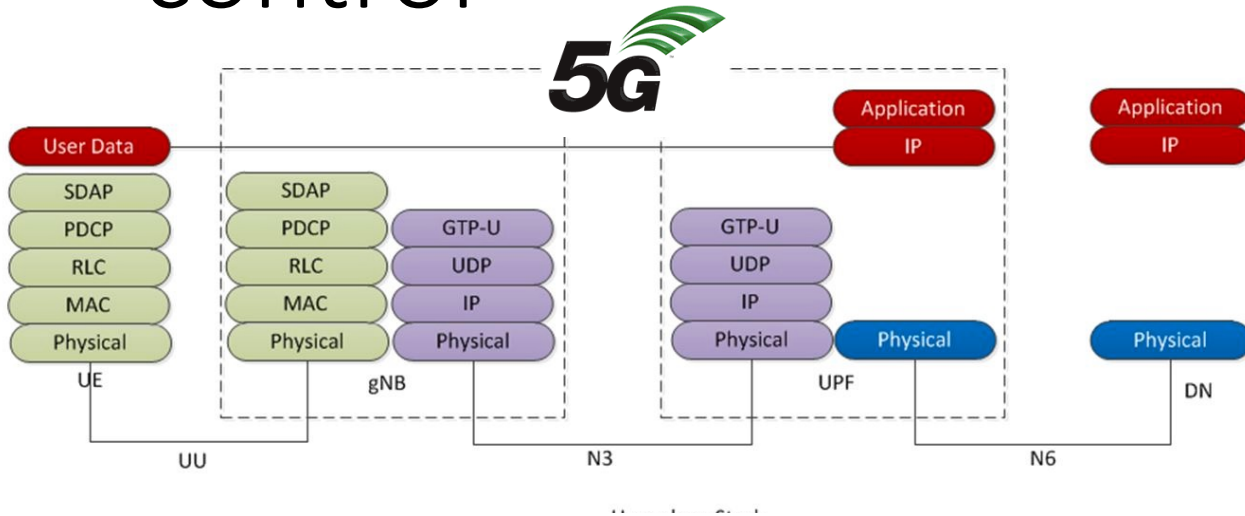 control
5G
User Data
SDAP
PDCP
RLC
MAC
Physical
UE
SDAP
PDCP
RLC
MAC
Physical
gNB
GTP-U
UDP
IP
Physical
GTP-U
UDP
IP
Physical
UPF
Application
IP
Physical
Application
IP
Physical
DN
UU
N3
N6